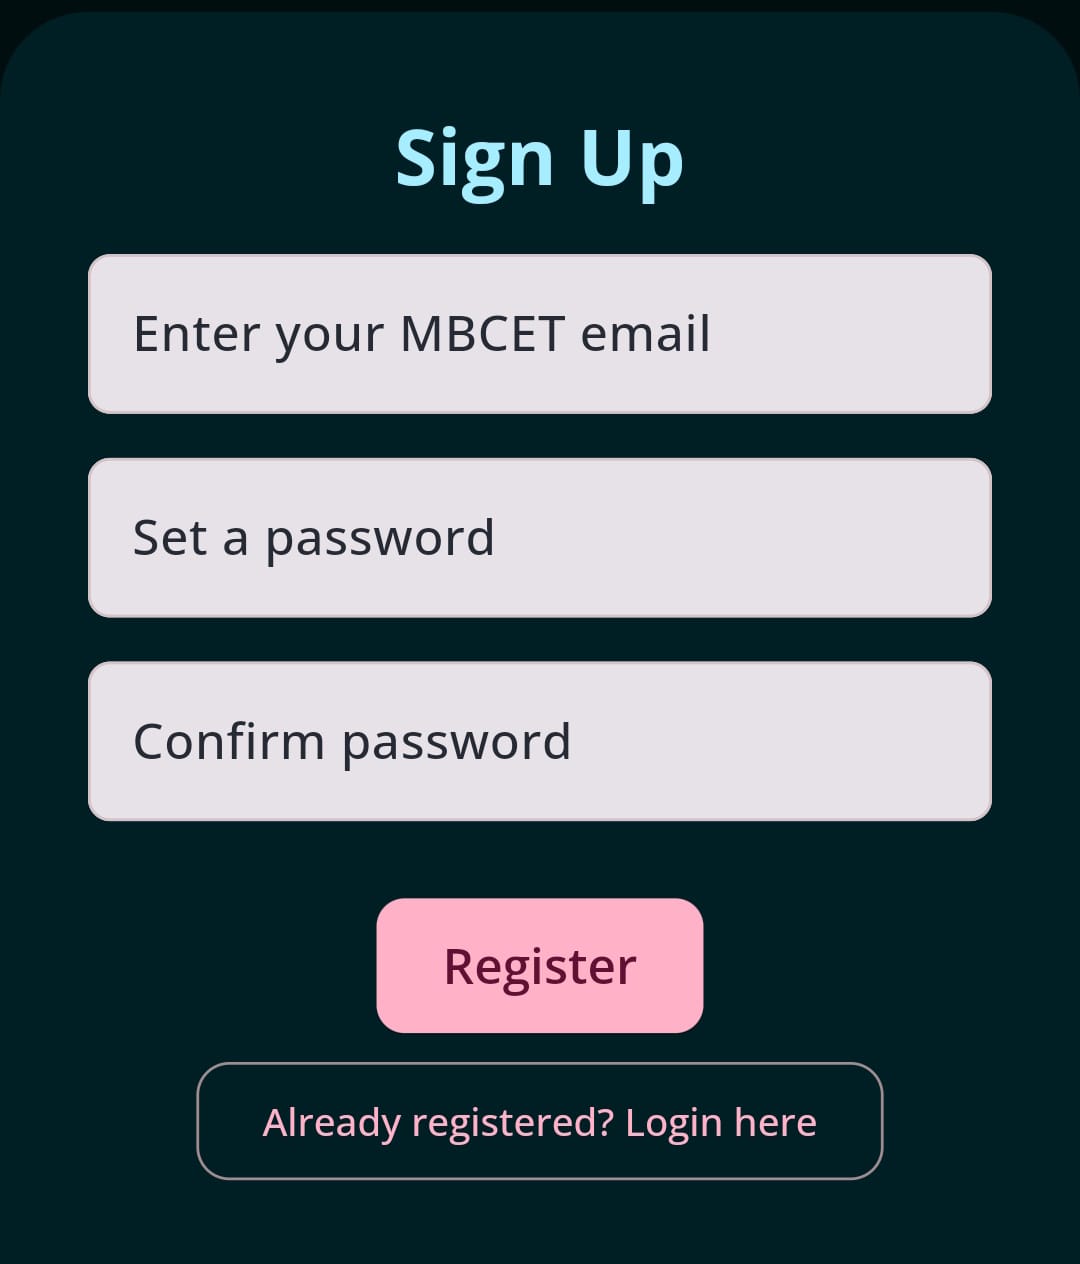 Sign Up
Enter your MBCET email
Set a password
Confirm password
Register
Already registered? Login here